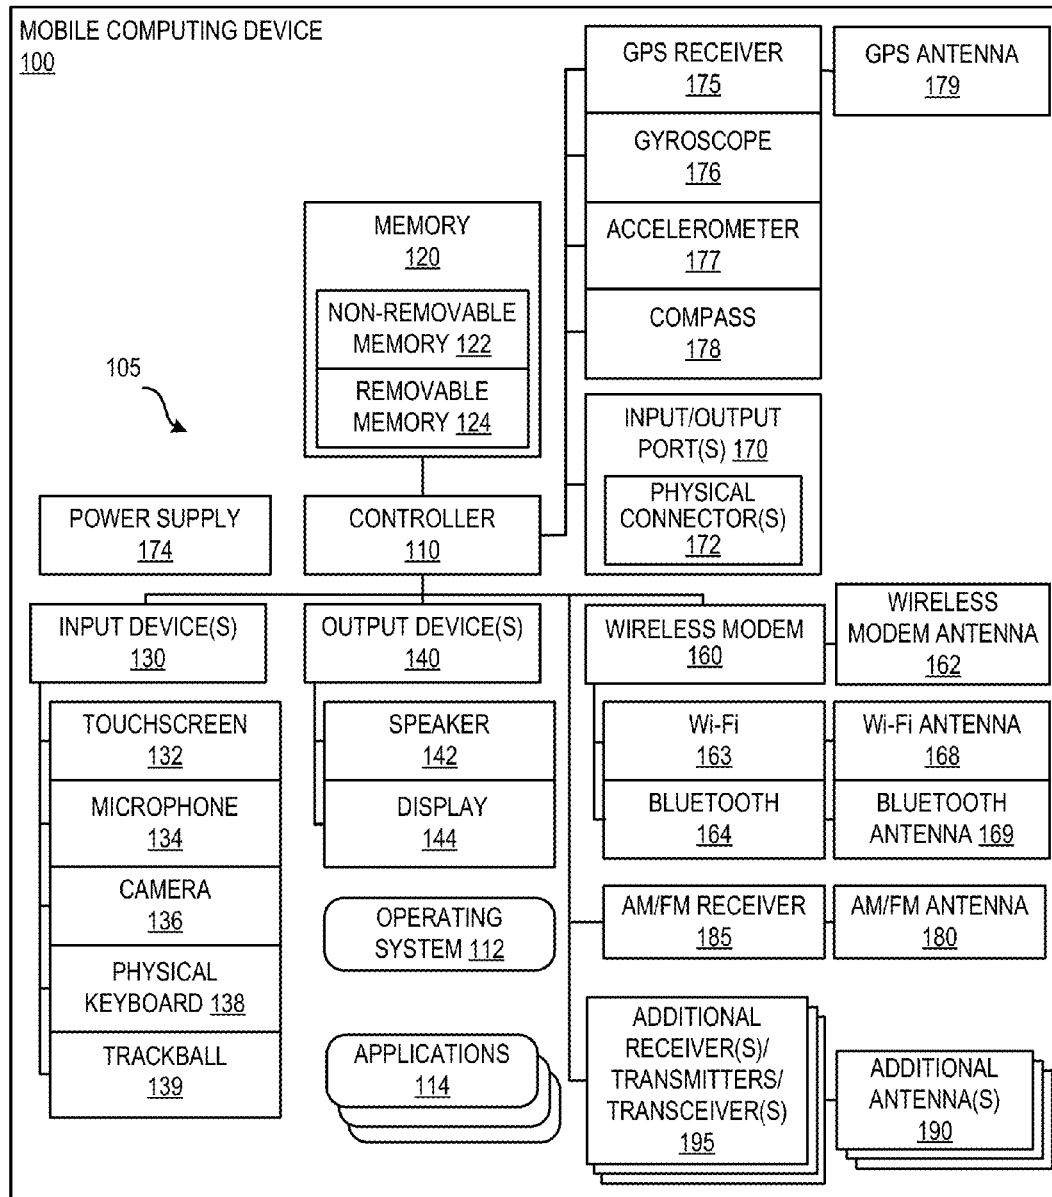 MOBILE COMPUTING DEVICE
100
GPS RECEIVER
175
GPS ANTENNA
179
GYROSCOPE
176
ACCELEROMETER
177
COMPASS
178
MEMORY
120
NON-REMOVABLE
MEMORY 122
REMOVABLE
MEMORY 124
105
INPUT/OUTPUT
PORT(S) 170
PHYSICAL
CONNECTOR(S)
172
POWER SUPPLY
174
CONTROLLER
110
INPUT DEVICE(S)
130
OUTPUT DEVICE(S)
140
WIRELESS MODEM
160
WIRELESS
MODEM ANTENNA
162
TOUCHSCREEN
132
MICROPHONE
134
CAMERA
136
PHYSICAL
KEYBOARD 138
TRACKBALL
139
SPEAKER
142
DISPLAY
144
Wi-Fi
163
Wi-Fi ANTENNA
168
BLUETOOTH
164
BLUETOOTH
ANTENNA 169
OPERATING
SYSTEM 112
AM/FM RECEIVER
185
AM/FM ANTENNA
180
APPLICATIONS
114
ADDITIONAL
RECEIVER(S)/
TRANSMITTERS/
TRANSCEIVER(S)
195
ADDITIONAL
ANTENNA(S)
190